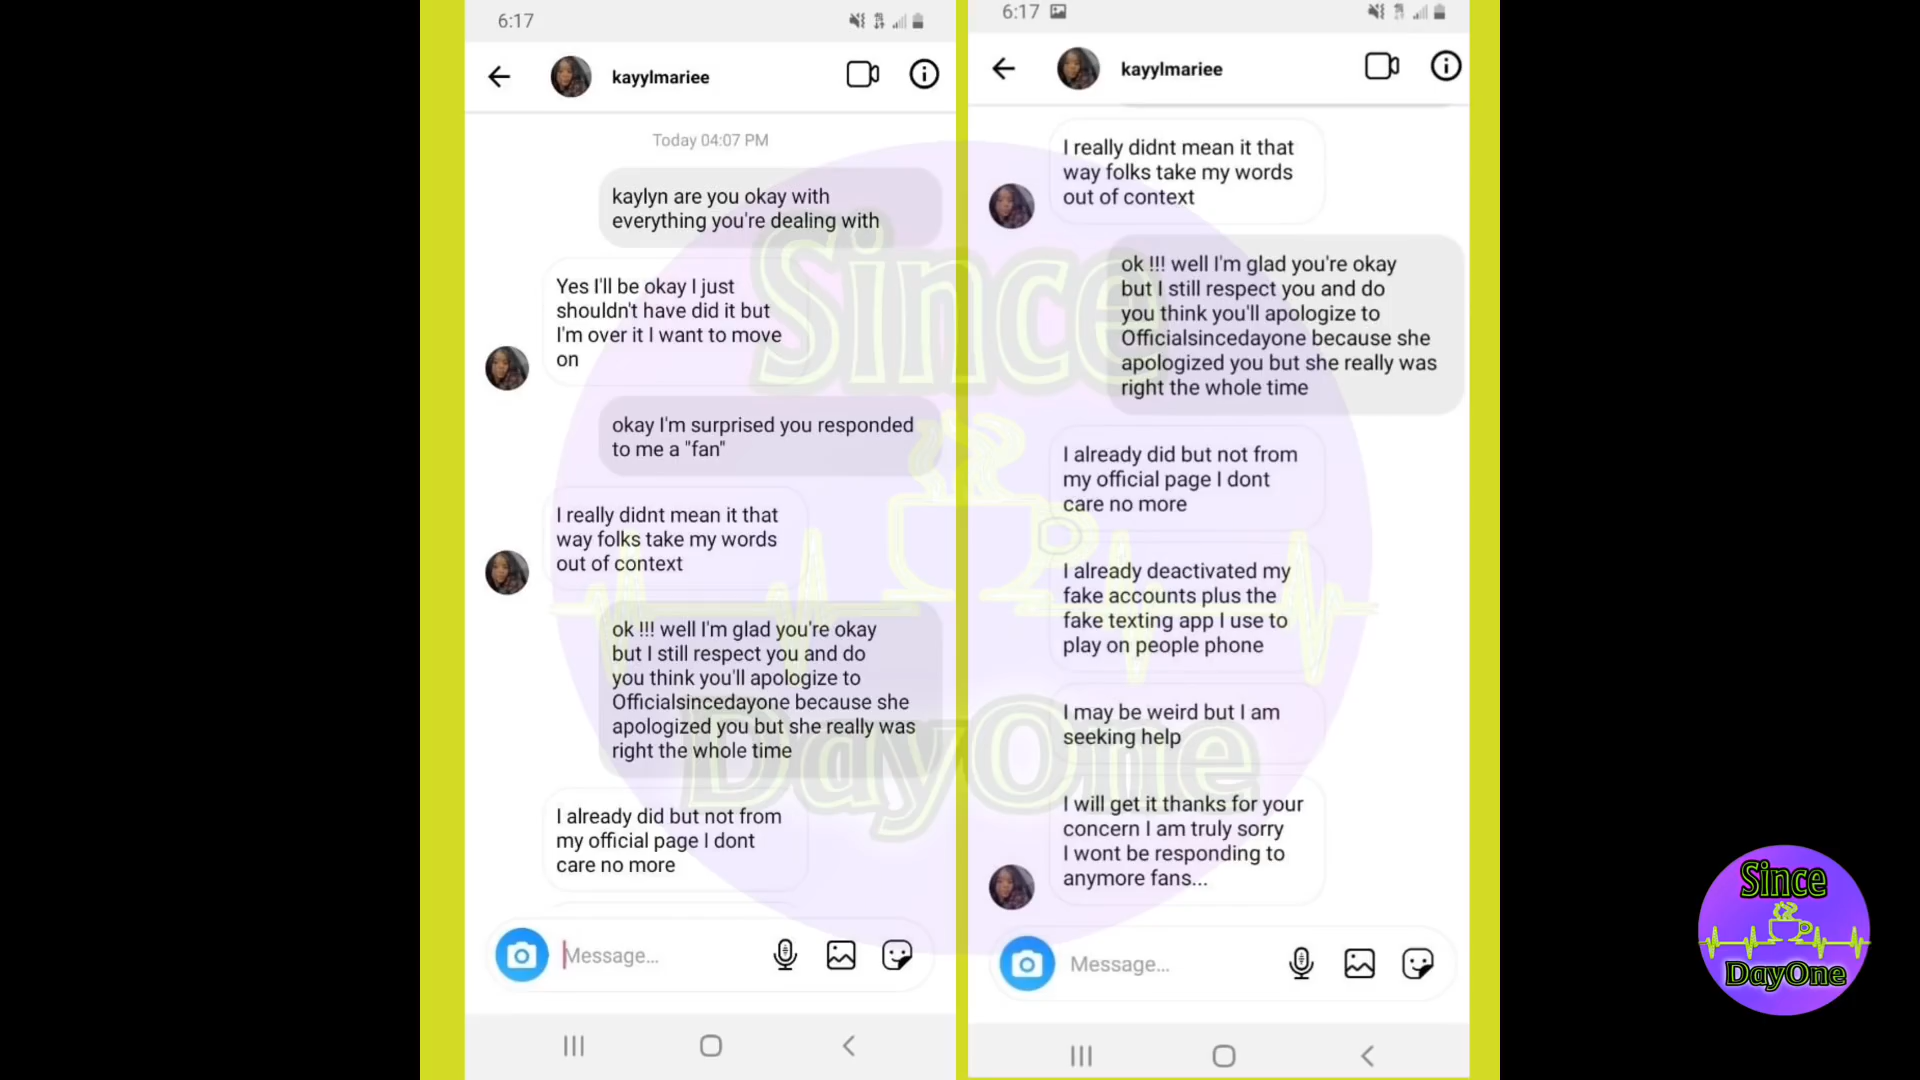 6:17
kayylmariee
Today 04:07 PM
kaylyn are you okay with
everything you're dealing with
Yes I'll be okay I just
shouldn't have did it but
I'm over it I want to move
on
okay I'm surprised you responded
to me a "fan"
I really didnt mean it that
way folks take my words
out of context
ok !!! well I'm glad you're okay
but I still respect you and do
you think you'll apologize to
Officialsincedayone because she
apologized you but she really was
right the whole time
I already did but not from
my official page I dont
care no more
Message...
6:17
kayylmariee
I really didnt mean it that
way folks take my words
out of context
ok !!! well I'm glad you're okay
but I still respect you and do
you think you'll apologize to
Officialsincedayone because she
apologized you but she really was
right the whole time
I already did but not from
my official page I dont
care no more
I already deactivated my
fake accounts plus the
fake texting app I use to
play on people phone
I may be weird but I am
seeking help
I will get it thanks for your
concern I am truly sorry
I wont be responding to
anymore fans...
Message...
Since
DayOne
Since
DayOne